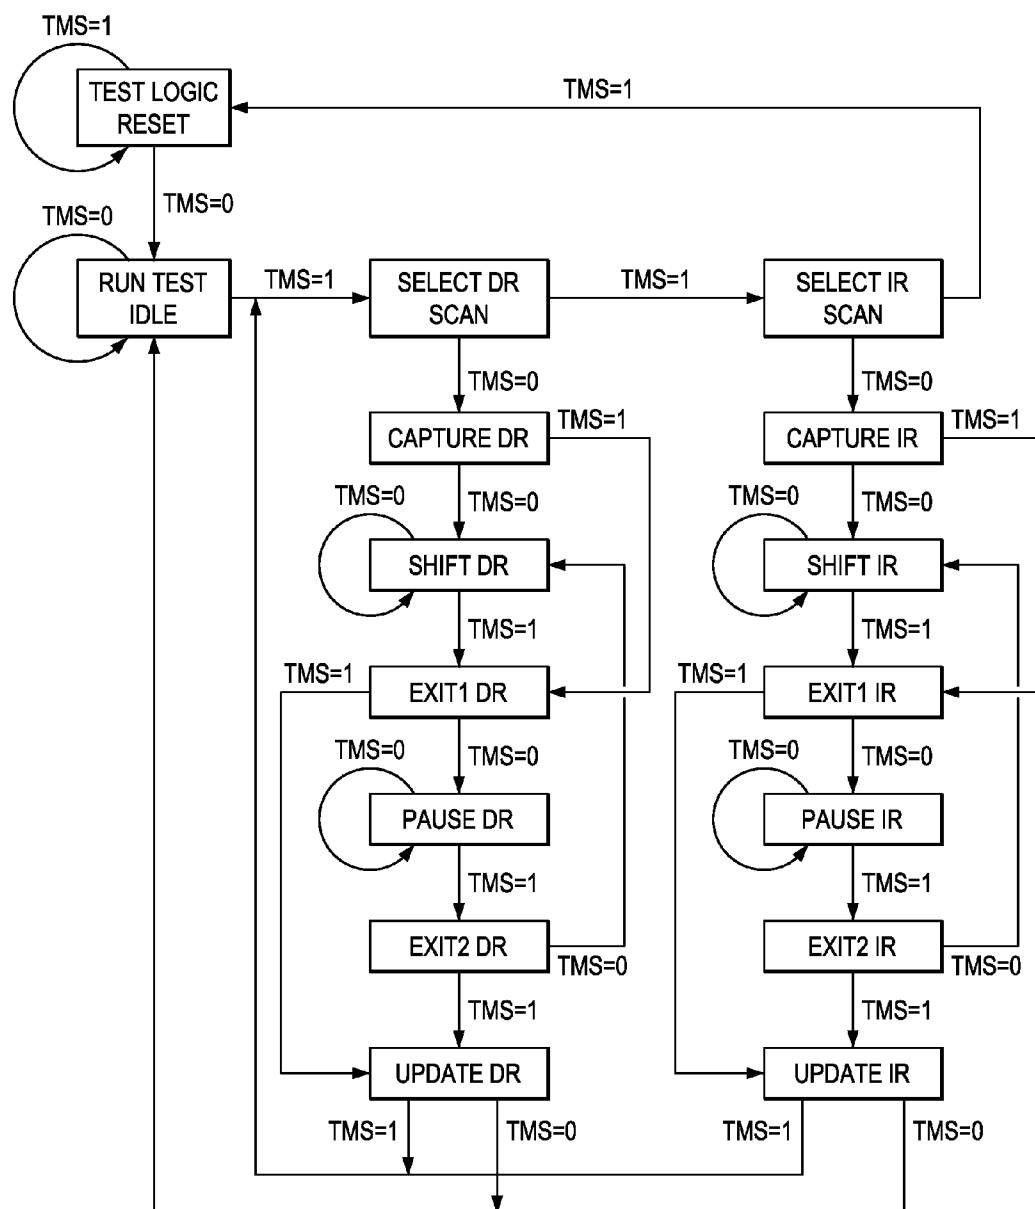 TMS=1
TEST LOGIC
RESET
TMS=1
TMS=0
TMS=0
RUN TEST
IDLE
TMS=1
SELECT DR
SCAN
TMS=1
SELECT IR
SCAN
TMS=0
TMS=0
CAPTURE DR
TMS=1
CAPTURE IR
TMS=1
TMS=0
TMS=0
TMS=0
TMS=0
SHIFT DR
SHIFT IR
TMS=1
TMS=1
TMS=1
EXIT1 DR
TMS=1
EXIT1 IR
TMS=0
TMS=0
TMS=0
TMS=0
PAUSE DR
PAUSE IR
TMS=1
TMS=1
EXIT2 DR
TMS=0
EXIT2 IR
TMS=0
TMS=1
TMS=1
UPDATE DR
UPDATE IR
TMS=1
TMS=0
TMS=1
TMS=0